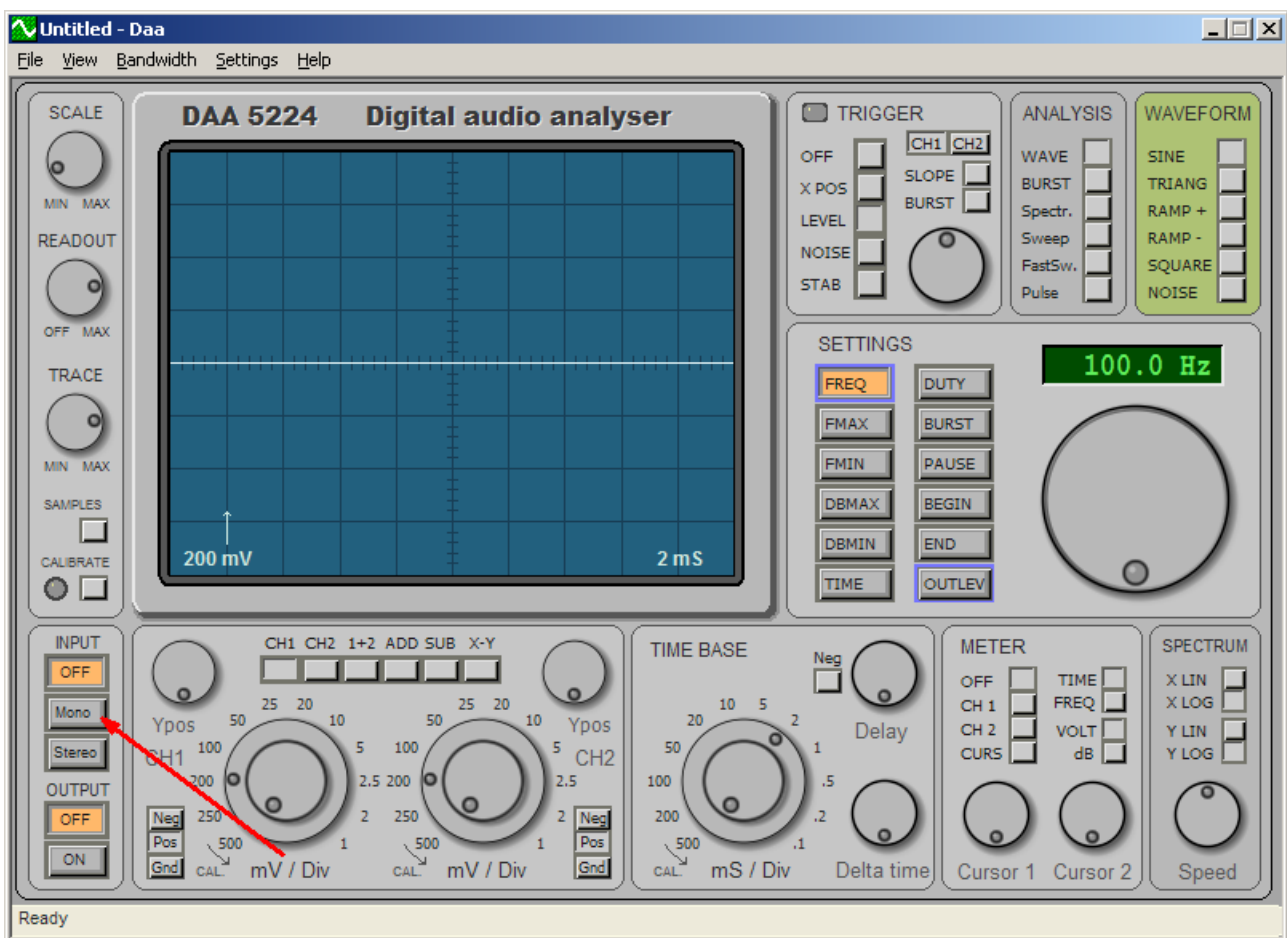 Untitled - Daa
File View Bandwidth Settings Help
SCALE
MIN MAX
READOUT
OFF MAX
TRACE
MIN MAX
SAMPLES
CALIBRATE
DAA 5224 Digital audio analyser
200 mV 2 mS
TRIGGER
OFF
X POS
LEVEL
NOISE
STAB
CH1 CH2
SLOPE
BURST
ANALYSIS
WAVE
BURST
Spectr.
Sweep
FastSw.
Pulse
WAVEFORM
SINE
TRIANG
RAMP +
RAMP -
SQUARE
NOISE
SETTINGS
FREQ DUTY
FMAX BURST
FMIN PAUSE
DBMAX BEGIN
DBMIN END
TIME OUTLEV
100.0 Hz
INPUT
OFF
Mono
Stereo
OUTPUT
OFF
ON
CH1 CH2 1+2 ADD SUB X-Y
Ypos
CH1
25 20
50 10
100 5
200 2.5
250 2
500 1
Neg
Pos
Gnd
CAL. mV / Div
Ypos
CH2
25 20
50 10
100 5
200 2.5
250 2
500 1
Neg
Pos
Gnd
CAL. mV / Div
TIME BASE
10 5
20 2
50 1
100 .5
200 .2
500 .1
CAL. mS / Div
Neg
Delay
Delta time
METER
OFF TIME
CH 1 FREQ
CH 2 VOLT
CURS dB
Cursor 1 Cursor 2
SPECTRUM
X LIN
X LOG
Y LIN
Y LOG
Speed
Ready